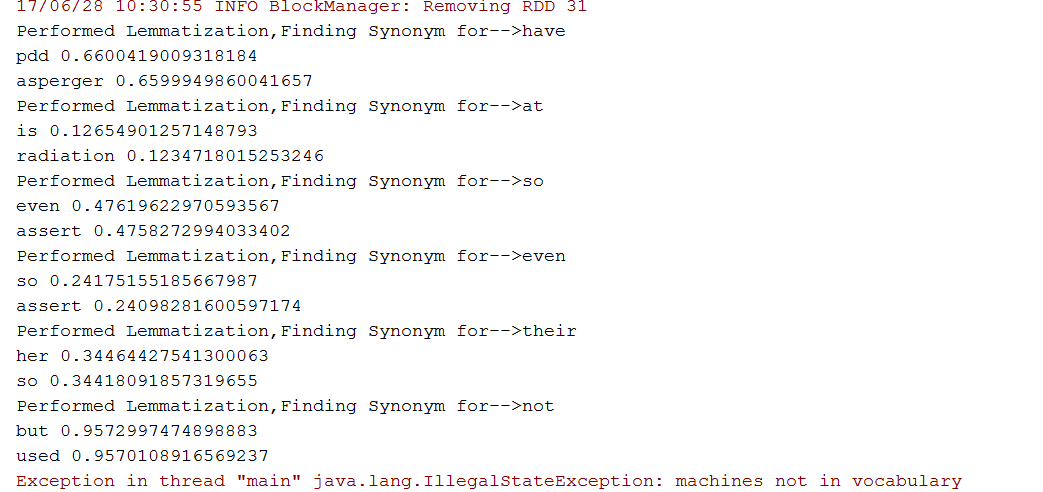 17/06/28 10:30:55 INFO BlockManager: Removing RDD 31
Performed Lemmatization,Finding Synonym for-->have
pdd 0.6600419009318184
asperger 0.6599949860041657
Performed Lemmatization,Finding Synonym for-->at
is 0.12654901257148793
radiation 0.1234718015253246
Performed Lemmatization,Finding Synonym for-->so
even 0.47619622970593567
assert 0.4758272994033402
Performed Lemmatization,Finding Synonym for-->even
so 0.24175155185667987
assert 0.24098281600597174
Performed Lemmatization,Finding Synonym for-->their
her 0.34464427541300063
so 0.34418091857319655
Performed Lemmatization,Finding Synonym for-->not
but 0.9572997474898883
used 0.9570108916569237
Exception in thread "main" java.lang.IllegalStateException: machines not in vocabulary